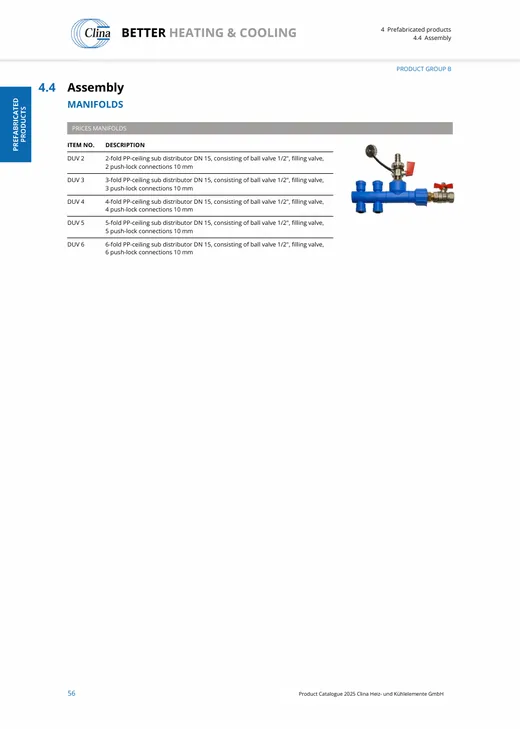 Clina
BETTER HEATING & COOLING
4 Prefabricated products
4.4 Assembly
PRODUCT GROUP B
PREFABRICATED
PRODUCTS
4.4 Assembly
MANIFOLDS
PRICES MANIFOLDS
ITEM NO. DESCRIPTION
DUV 2 2-fold PP-ceiling sub distributor DN 15, consisting of ball valve 1/2", filling valve,
2 push-lock connections 10 mm
DUV 3 3-fold PP-ceiling sub distributor DN 15, consisting of ball valve 1/2", filling valve,
3 push-lock connections 10 mm
DUV 4 4-fold PP-ceiling sub distributor DN 15, consisting of ball valve 1/2", filling valve,
4 push-lock connections 10 mm
DUV 5 5-fold PP-ceiling sub distributor DN 15, consisting of ball valve 1/2", filling valve,
5 push-lock connections 10 mm
DUV 6 6-fold PP-ceiling sub distributor DN 15, consisting of ball valve 1/2", filling valve,
6 push-lock connections 10 mm
56
Product Catalogue 2025 Clina Heiz- und Kühlelemente GmbH